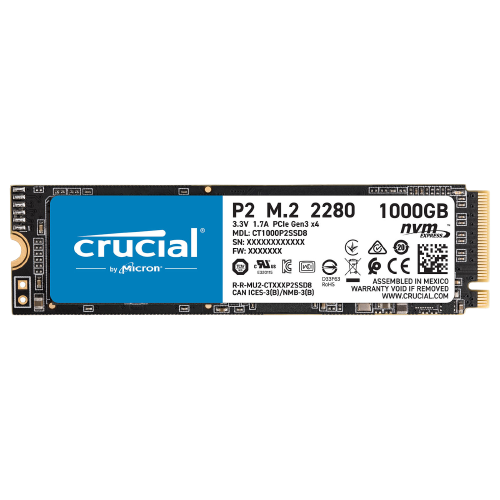 crucial
by Micron
P2 M.2 2280 1000GB
3.3V 1.7A PCIe Gen3 x4
MDL: CT1000P2SSD8
SN: XXXXXXXXXXXX
FW: XXXXXXX
nvm
EXPRESS
R-R-MU2-CTXXXP2SSD8
CAN ICES-3(B)/NMB-3(B)
D33F63
RoHS
ASSEMBLED IN MEXICO
WARRANTY VOID IF REMOVED
WWW.CRUCIAL.COM